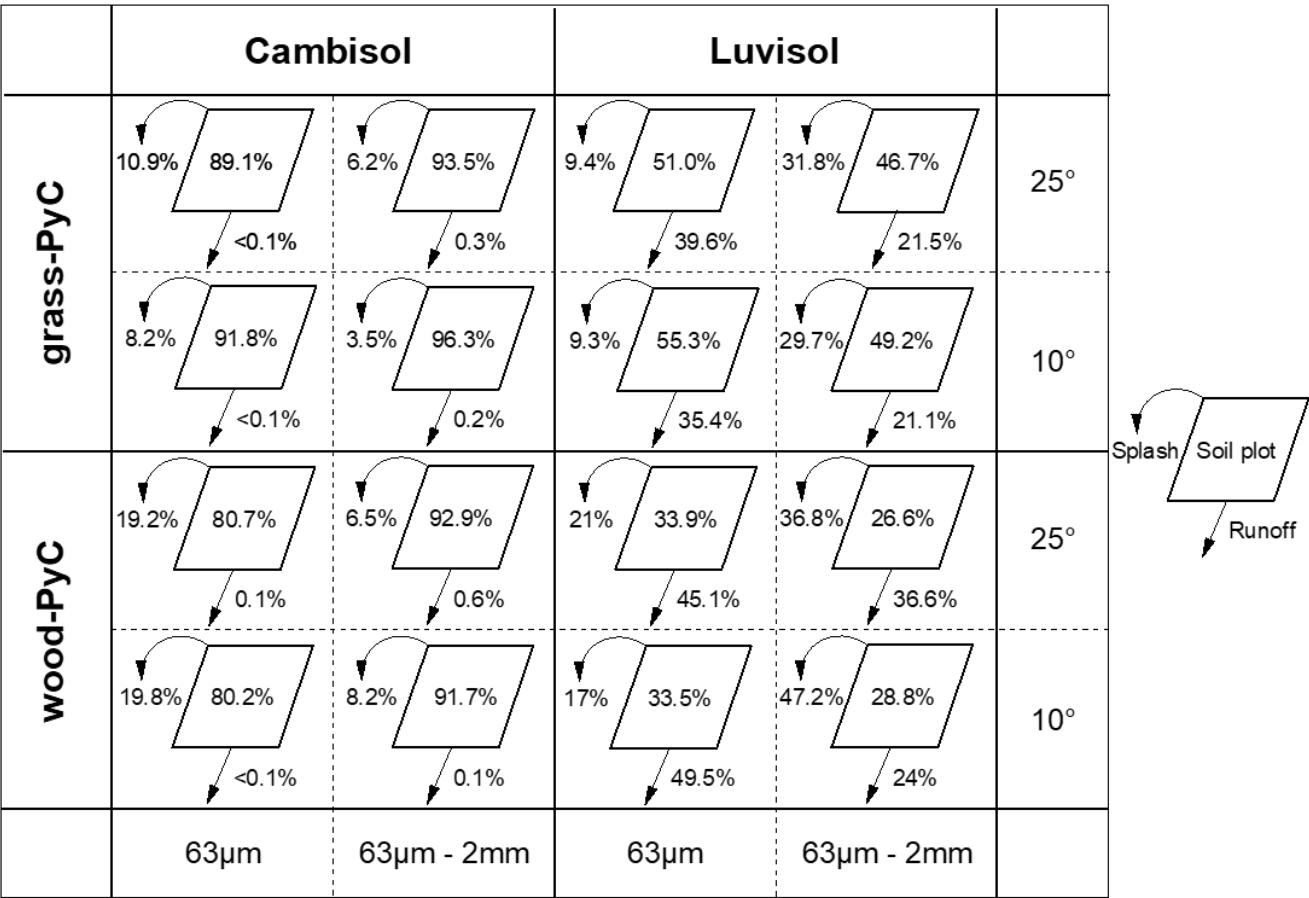 Cambisol Luvisol
grass-PyC
10.9% 89.1% 6.2% 93.5% 9.4% 51.0% 31.8% 46.7% 25°
<0.1% 0.3% 39.6% 21.5%
8.2% 91.8% 3.5% 96.3% 9.3% 55.3% 29.7% 49.2% 10°
<0.1% 0.2% 35.4% 21.1%
wood-PyC
19.2% 80.7% 6.5% 92.9% 21% 33.9% 36.8% 26.6% 25°
0.1% 0.6% 45.1% 36.6%
19.8% 80.2% 8.2% 91.7% 17% 33.5% 47.2% 28.8% 10°
<0.1% 0.1% 49.5% 24%
63µm 63µm - 2mm 63µm 63µm - 2mm
Splash Soil plot
Runoff